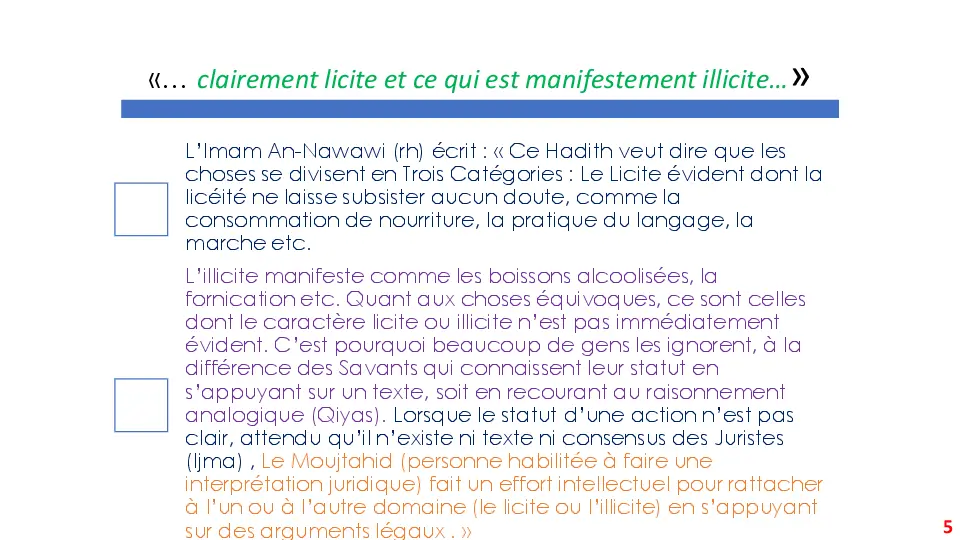 «… clairement licite et ce qui est manifestement illicite…»
L’Imam An-Nawawi (rh) écrit : « Ce Hadith veut dire que les
choses se divisent en Trois Catégories : Le Licite évident dont la
licéité ne laisse subsister aucun doute, comme la
consommation de nourriture, la pratique du langage, la
marche etc.
L’illicite manifeste comme les boissons alcoolisées, la
fornication etc. Quant aux choses équivoques, ce sont celles
dont le caractère licite ou illicite n’est pas immédiatement
évident. C’est pourquoi beaucoup de gens les ignorent, à la
différence des Savants qui connaissent leur statut en
s’appuyant sur un texte, soit en recourant au raisonnement
analogique (Qiyas). Lorsque le statut d’une action n’est pas
clair, attendu qu’il n’existe ni texte ni consensus des Juristes
(Ijma) , Le Moujtahid (personne habilitée à faire une
interprétation juridique) fait un effort intellectuel pour rattacher
à l’un ou à l’autre domaine (le licite ou l’illicite) en s’appuyant
sur des arguments légaux . »
5